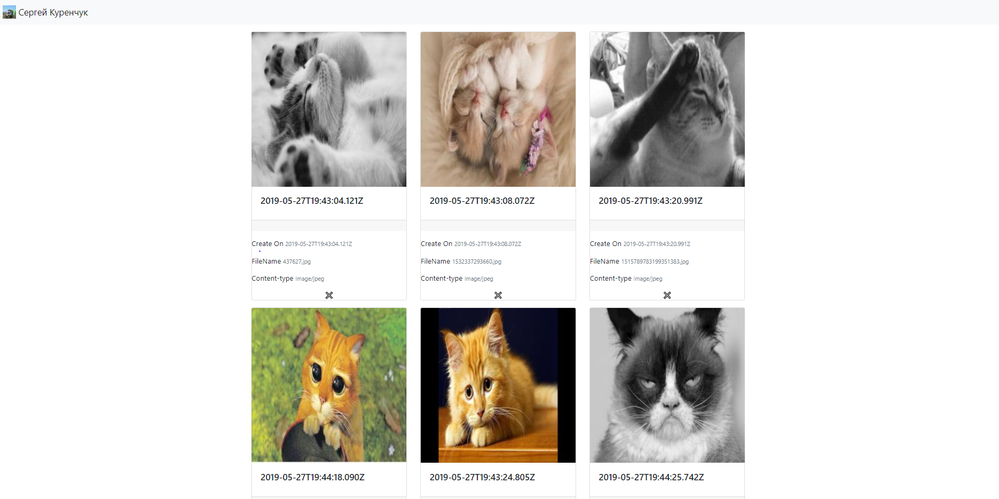 Сергей Куренчук
2019-05-27T19:43:04.121Z
2019-05-27T19:43:08.072Z
2019-05-27T19:43:20.991Z
Create On 2019-05-27T19:43:04.121Z
Create On 2019-05-27T19:43:08.072Z
Create On 2019-05-27T19:43:20.991Z
FileName 437627.jpg
FileName 1532337293660.jpg
FileName 1515789783199351383.jpg
Content-type image/jpeg
Content-type image/jpeg
Content-type image/jpeg
2019-05-27T19:44:18.090Z
2019-05-27T19:43:24.805Z
2019-05-27T19:44:25.742Z